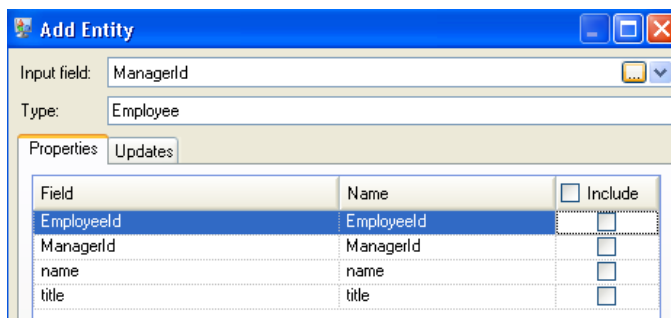 Add Entity
Input field: ManagerId ...
Type: Employee
Properties Updates
Field Name Include
EmployeeId EmployeeId
ManagerId ManagerId
name name
title title